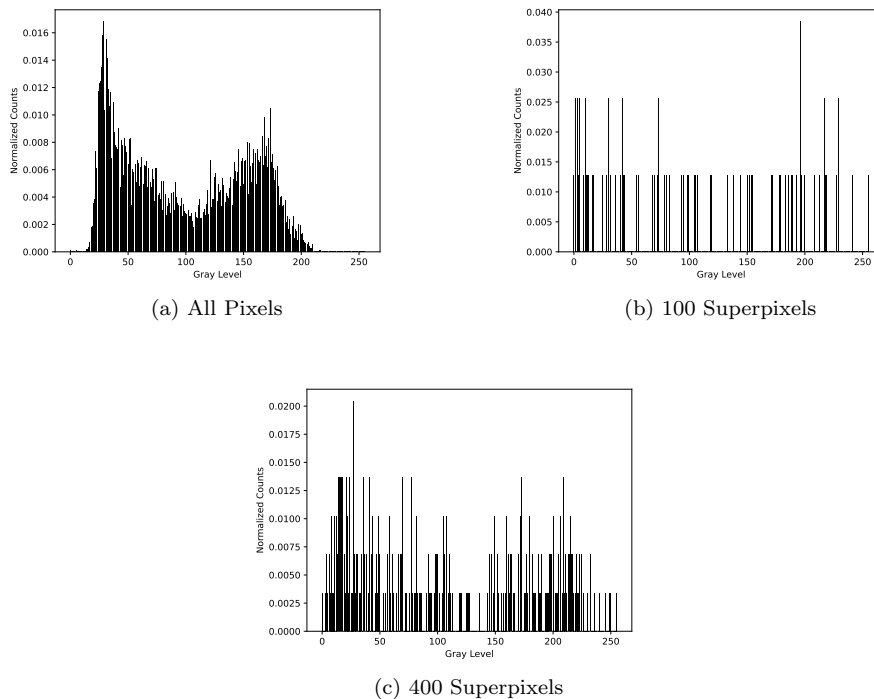 0.016
0.014
0.012
0.010
0.008
0.006
0.004
0.002
0.000
Normalized Counts
0 50 100 150 200 250
Gray Level
(a) All Pixels
0.040
0.035
0.030
0.025
0.020
0.015
0.010
0.005
0.000
Normalized Counts
0 50 100 150 200 250
Gray Level
(b) 100 Superpixels
0.0200
0.0175
0.0150
0.0125
0.0100
0.0075
0.0050
0.0025
0.0000
Normalized Counts
0 50 100 150 200 250
Gray Level
(c) 400 Superpixels